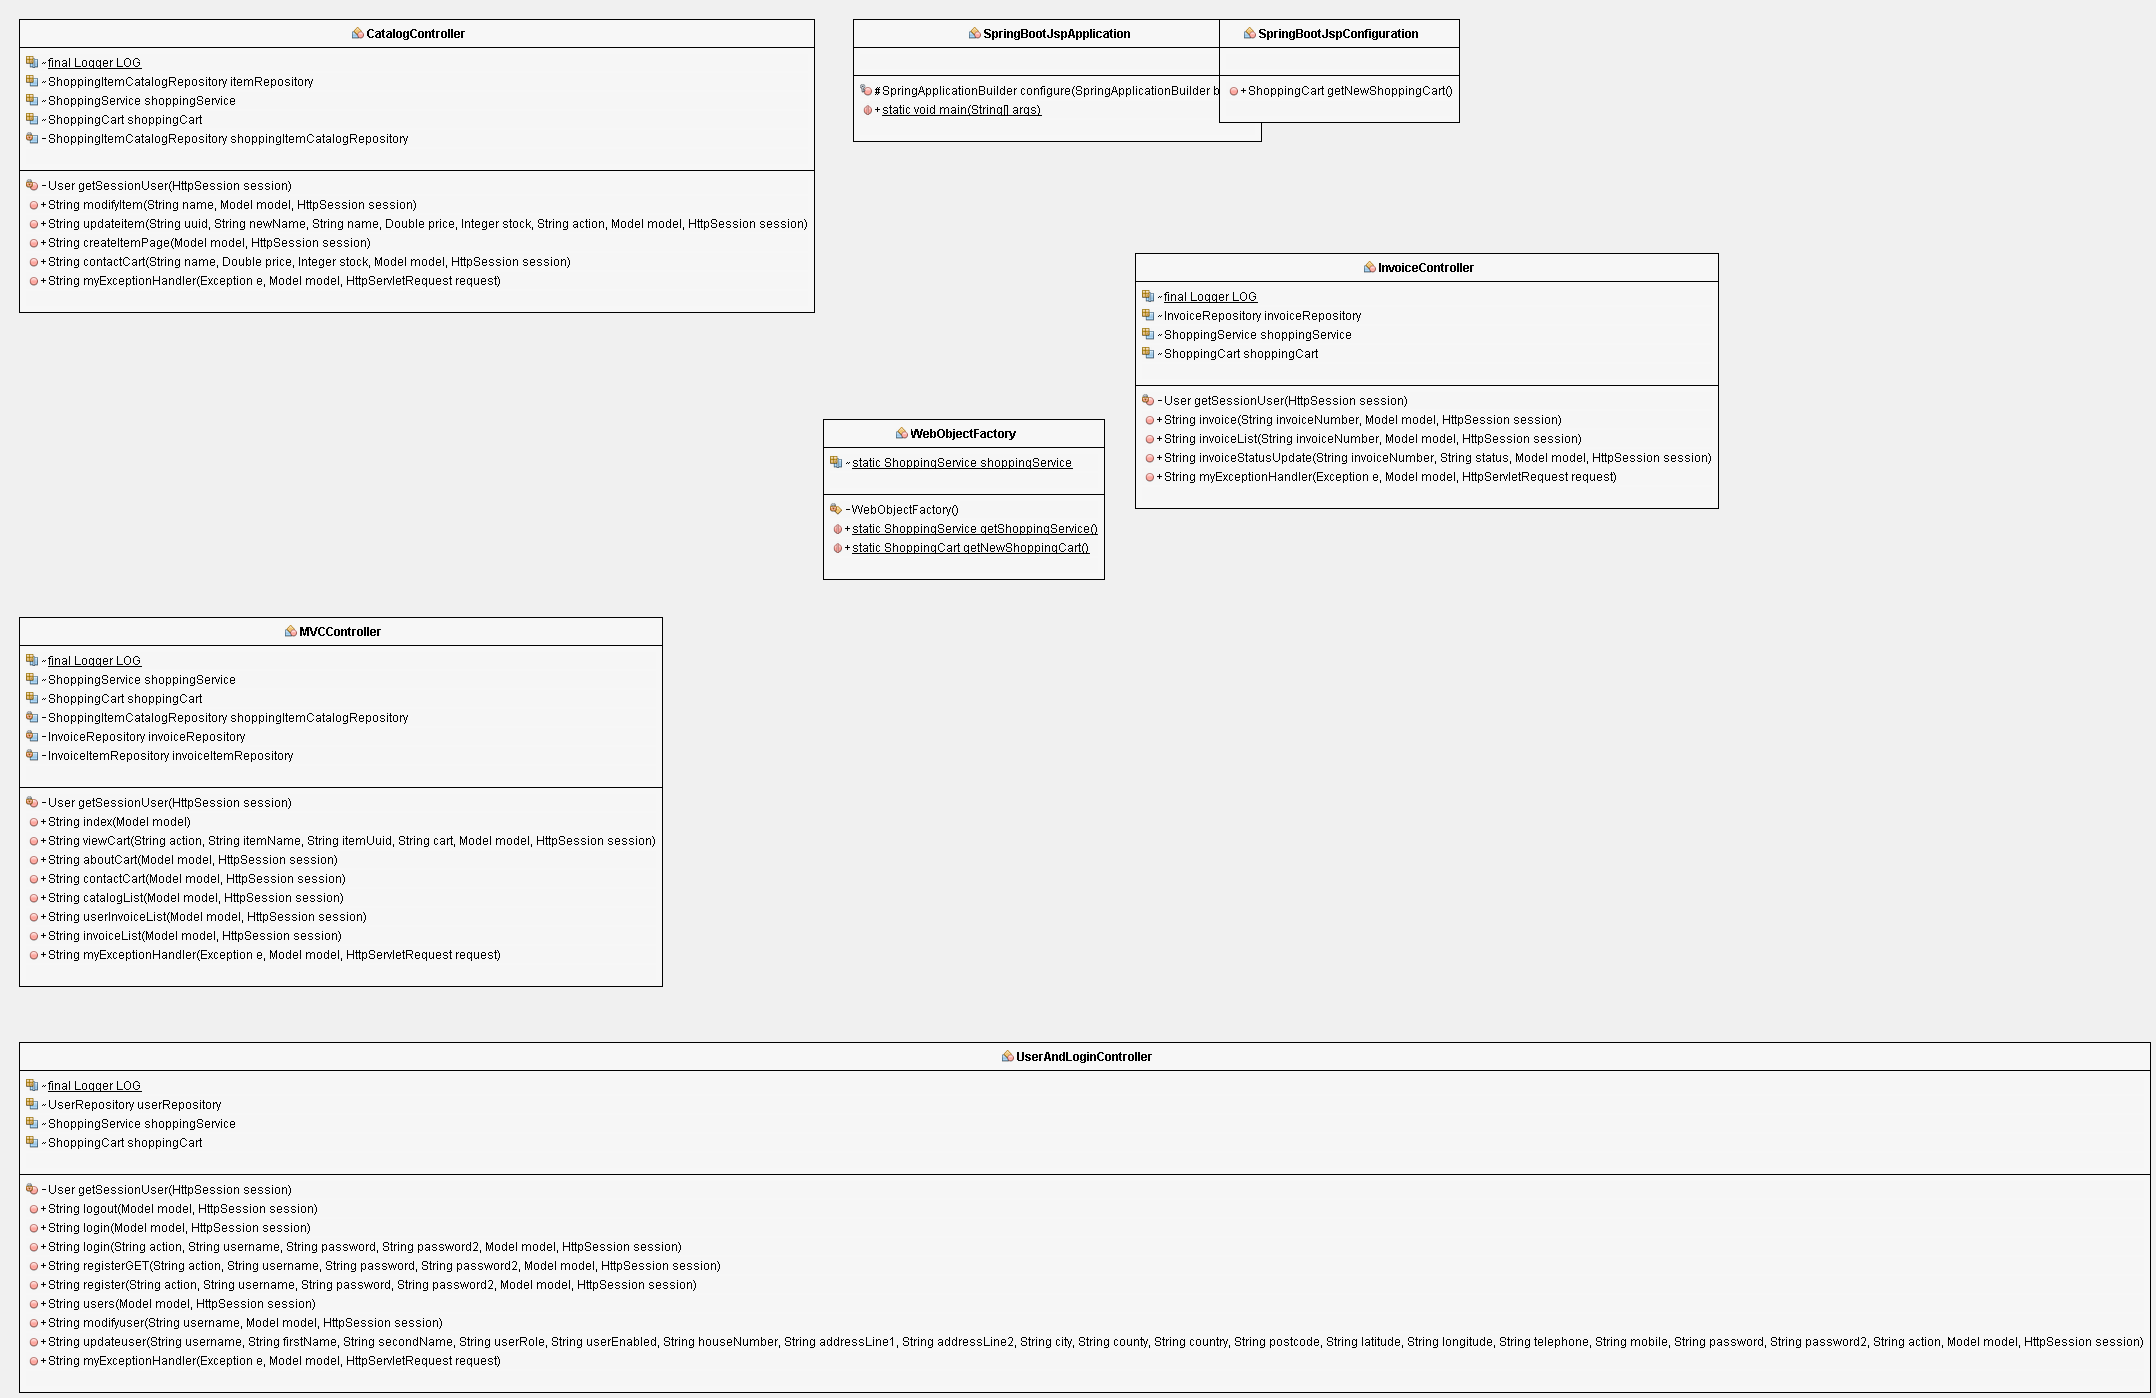 CatalogController
~final Logger LOG
~ShoppingItemCatalogRepository itemRepository
~ShoppingService shoppingService
~ShoppingCart shoppingCart
-ShoppingItemCatalogRepository shoppingItemCatalogRepository
-User getSessionUser(HttpSession session)
+String modifyItem(String name, Model model, HttpSession session)
+String updateitem(String uuid, String newName, String name, Double price, Integer stock, String action, Model model, HttpSession session)
+String createItemPage(Model model, HttpSession session)
+String contactCart(String name, Double price, Integer stock, Model model, HttpSession session)
+String myExceptionHandler(Exception e, Model model, HttpServletRequest request)
SpringBootJspApplication
#SpringApplicationBuilder configure(SpringApplicationBuilder b
+static void main(String[] args)
SpringBootJspConfiguration
+ShoppingCart getNewShoppingCart()
InvoiceController
~final Logger LOG
~InvoiceRepository invoiceRepository
~ShoppingService shoppingService
~ShoppingCart shoppingCart
-User getSessionUser(HttpSession session)
+String invoice(String invoiceNumber, Model model, HttpSession session)
+String invoiceList(String invoiceNumber, Model model, HttpSession session)
+String invoiceStatusUpdate(String invoiceNumber, String status, Model model, HttpSession session)
+String myExceptionHandler(Exception e, Model model, HttpServletRequest request)
WebObjectFactory
~static ShoppingService shoppingService
-WebObjectFactory()
+static ShoppingService getShoppingService()
+static ShoppingCart getNewShoppingCart()
MVCController
~final Logger LOG
~ShoppingService shoppingService
~ShoppingCart shoppingCart
-ShoppingItemCatalogRepository shoppingItemCatalogRepository
-InvoiceRepository invoiceRepository
-InvoiceItemRepository invoiceItemRepository
-User getSessionUser(HttpSession session)
+String index(Model model)
+String viewCart(String action, String itemName, String itemUuid, String cart, Model model, HttpSession session)
+String aboutCart(Model model, HttpSession session)
+String contactCart(Model model, HttpSession session)
+String catalogList(Model model, HttpSession session)
+String userInvoiceList(Model model, HttpSession session)
+String invoiceList(Model model, HttpSession session)
+String myExceptionHandler(Exception e, Model model, HttpServletRequest request)
UserAndLoginController
~final Logger LOG
~UserRepository userRepository
~ShoppingService shoppingService
~ShoppingCart shoppingCart
-User getSessionUser(HttpSession session)
+String logout(Model model, HttpSession session)
+String login(Model model, HttpSession session)
+String login(String action, String username, String password, String password2, Model model, HttpSession session)
+String registerGET(String action, String username, String password, String password2, Model model, HttpSession session)
+String register(String action, String username, String password, String password2, Model model, HttpSession session)
+String users(Model model, HttpSession session)
+String modifyuser(String username, Model model, HttpSession session)
+String updateuser(String username, String firstName, String secondName, String userRole, String userEnabled, String houseNumber, String addressLine1, String addressLine2, String city, String county, String country, String postcode, String latitude, String longitude, String telephone, String mobile, String password, String password2, String action, Model model, HttpSession session)
+String myExceptionHandler(Exception e, Model model, HttpServletRequest request)